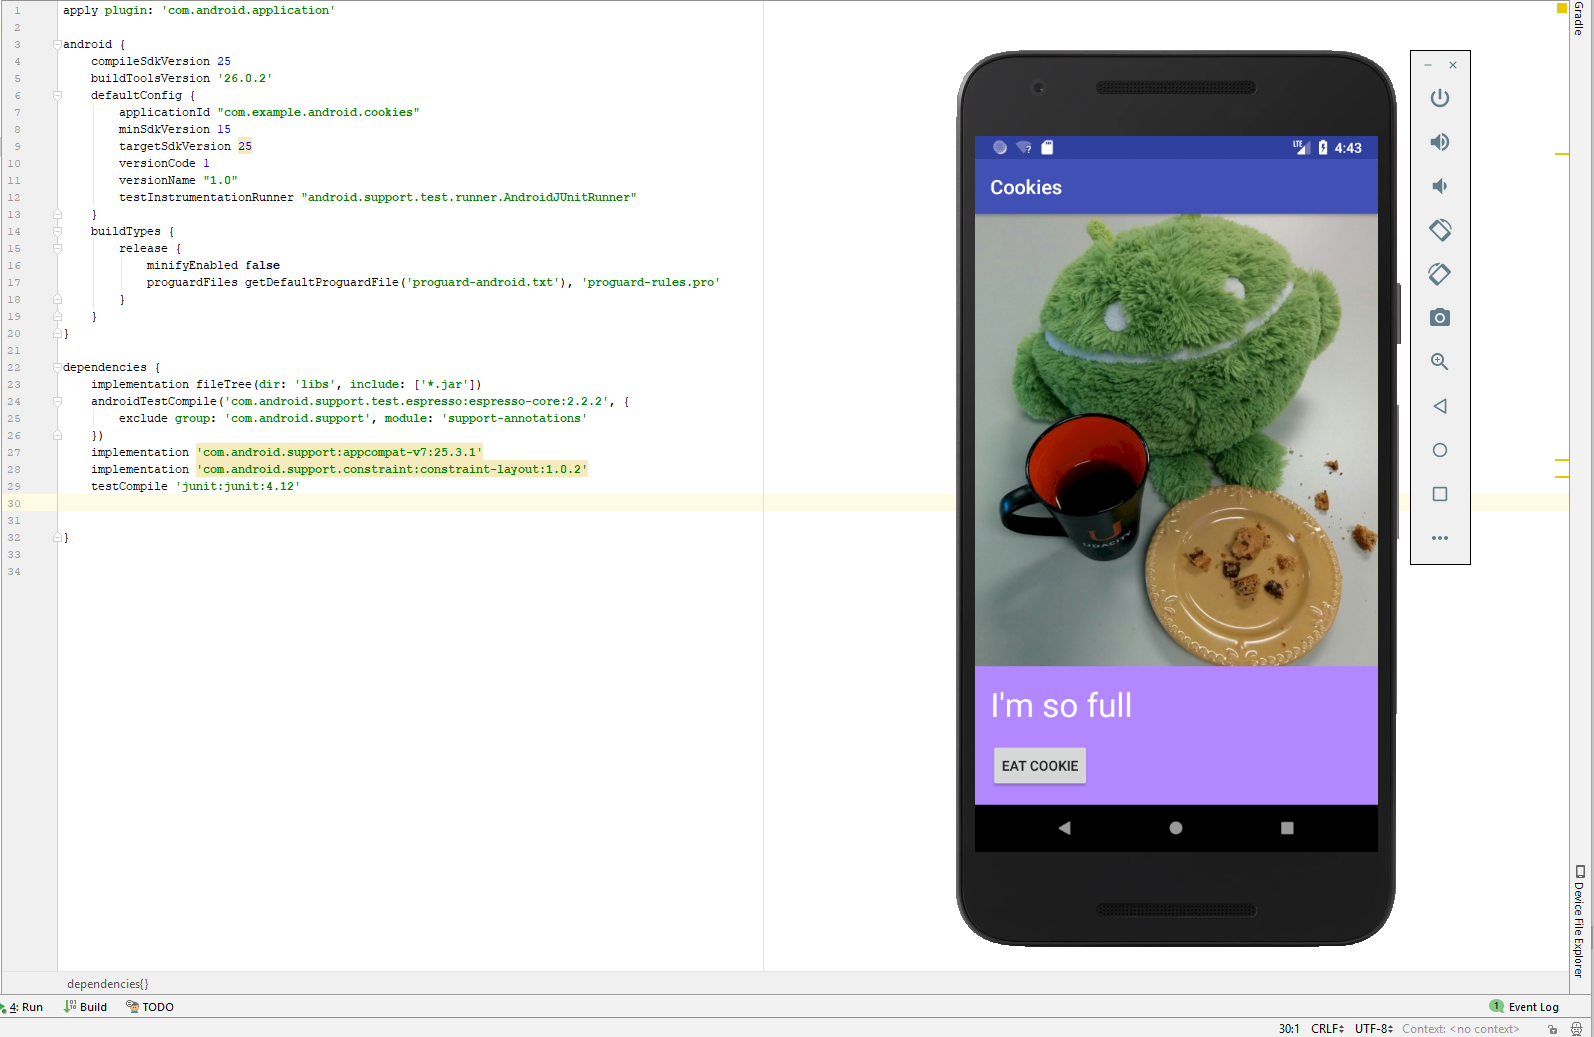 1 apply plugin: 'com.android.application'
2
3 android {
4 compileSdkVersion 25
5 buildToolsVersion '26.0.2'
6 defaultConfig {
7 applicationId "com.example.android.cookies"
8 minSdkVersion 15
9 targetSdkVersion 25
10 versionCode 1
11 versionName "1.0"
12 testInstrumentationRunner "android.support.test.runner.AndroidJUnitRunner"
13 }
14 buildTypes {
15 release {
16 minifyEnabled false
17 proguardFiles getDefaultProguardFile('proguard-android.txt'), 'proguard-rules.pro'
18 }
19 }
20 }
21
22 dependencies {
23 implementation fileTree(dir: 'libs', include: ['*.jar'])
24 androidTestCompile('com.android.support.test.espresso:espresso-core:2.2.2', {
25 exclude group: 'com.android.support', module: 'support-annotations'
26 })
27 implementation 'com.android.support:appcompat-v7:25.3.1'
28 implementation 'com.android.support.constraint:constraint-layout:1.0.2'
29 testCompile 'junit:junit:4.12'
30
31
32 }
33
34
LTE 4:43
Cookies
U
UDACITY
I'm so full
EAT COOKIE
Gradle
Device File Explorer
dependencies{}
4: Run Build TODO
1 Event Log
30:1 CRLF UTF-8 Context: <no context>